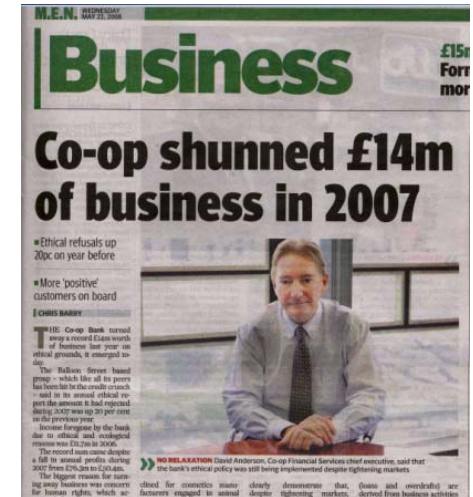 M.E.N. WEDNESDAY
MAY 21, 2008
Business
£15m
Form
mor
Co-op shunned £14m
of business in 2007
Ethical refusals up
20pc on year before
More 'positive'
customers on board
CHRIS BARRY
THE Co-op Bank turned
away a record £14m worth
of business last year on
ethical grounds, it emerged to-
day.
The Balloon Street based
group – which like all its peers
has been hit by the credit crunch
– said in its annual ethical re-
port the amount it had rejected
during 2007 was up 20 per cent
on the previous year.
Income foregone by the bank
due to ethical and ecological
reasons was £11.7m in 2006.
The record sum came despite
a fall in annual profits during
2007 from £76.3m to £50.4m.
The biggest reason for turn-
ing away business was concern
for human rights, which ac-
NO RELAXATION David Anderson, Co-op Financial Services chief executive, said that
the bank's ethical policy was still being implemented despite tightening markets
clined for cosmetics manu-
facturers engaged in animal
clearly demonstrate that,
despite tightening markets
(loans and overdrafts) are
derived from business activities